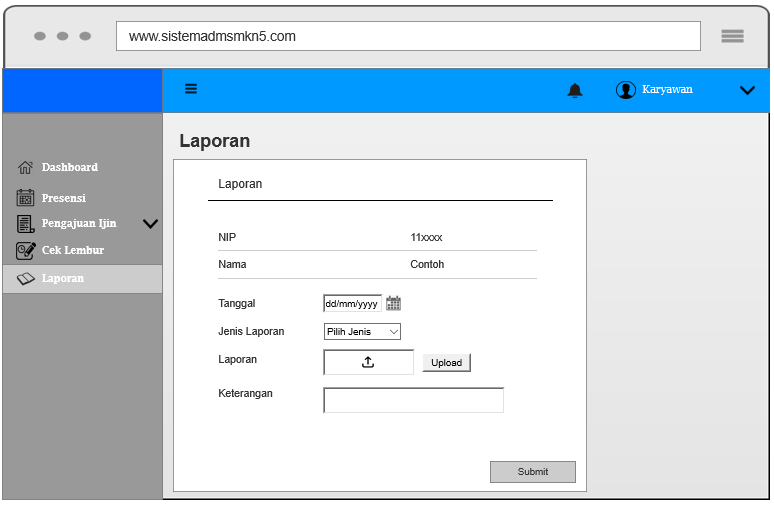 www.sistemadmsmkn5.com
Karyawan
Dashboard
Presensi
Pengajuan Ijin
Cek Lembur
Laporan
Laporan
Laporan
NIP 11xxxx
Nama Contoh
Tanggal dd/mm/yyyy
Jenis Laporan Pilih Jenis
Laporan Upload
Keterangan
Submit